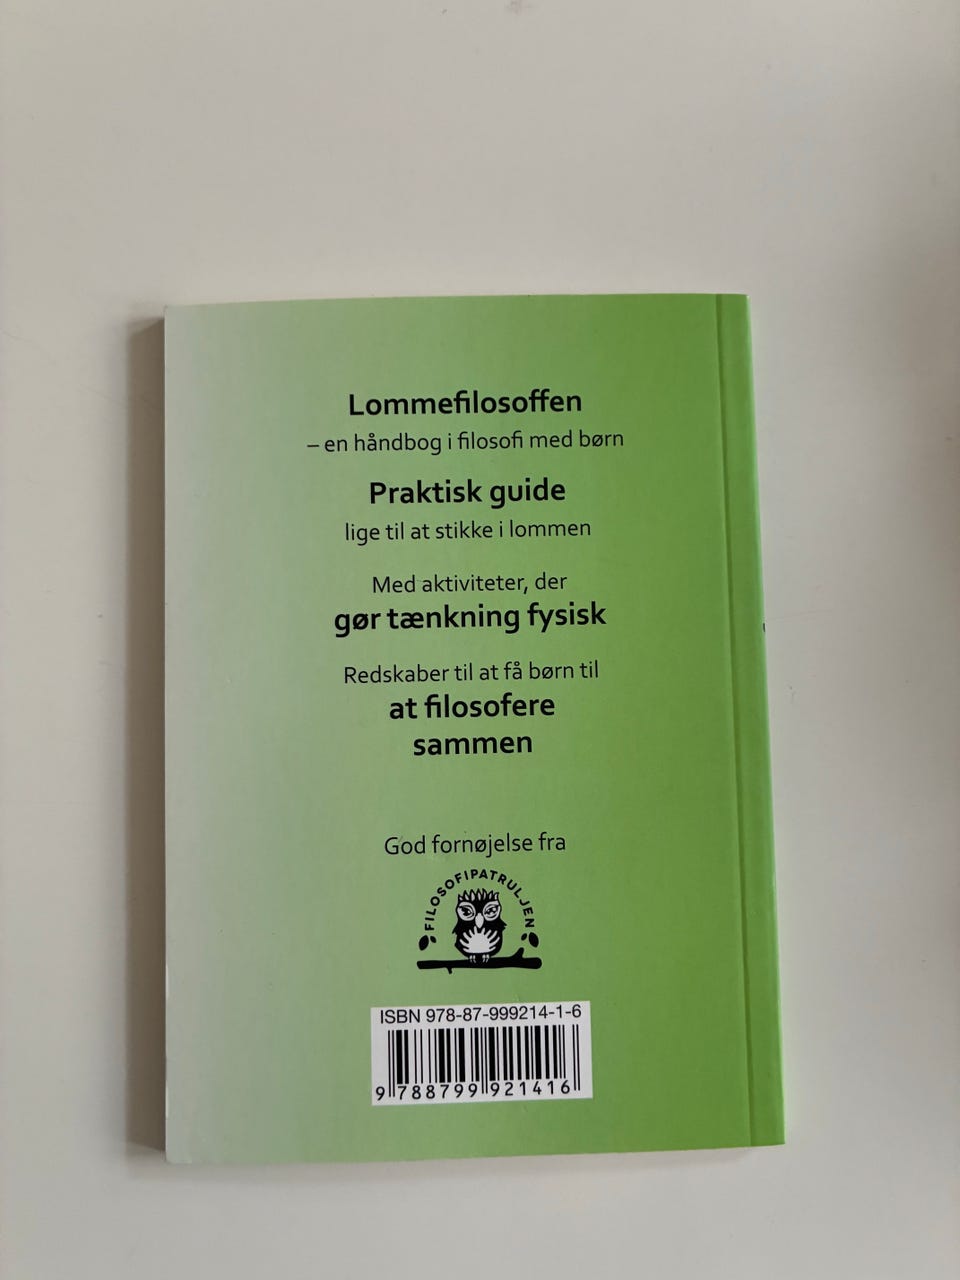 Lommefilosoffen
– en håndbog i filosofi med børn
Praktisk guide
lige til at stikke i lommen
Med aktiviteter, der
gør tænkning fysisk
Redskaber til at få børn til
at filosofere
sammen
God fornøjelse fra
FILOSOFIPATRULJEN
ISBN 978-87-999214-1-6
9 788799 921416